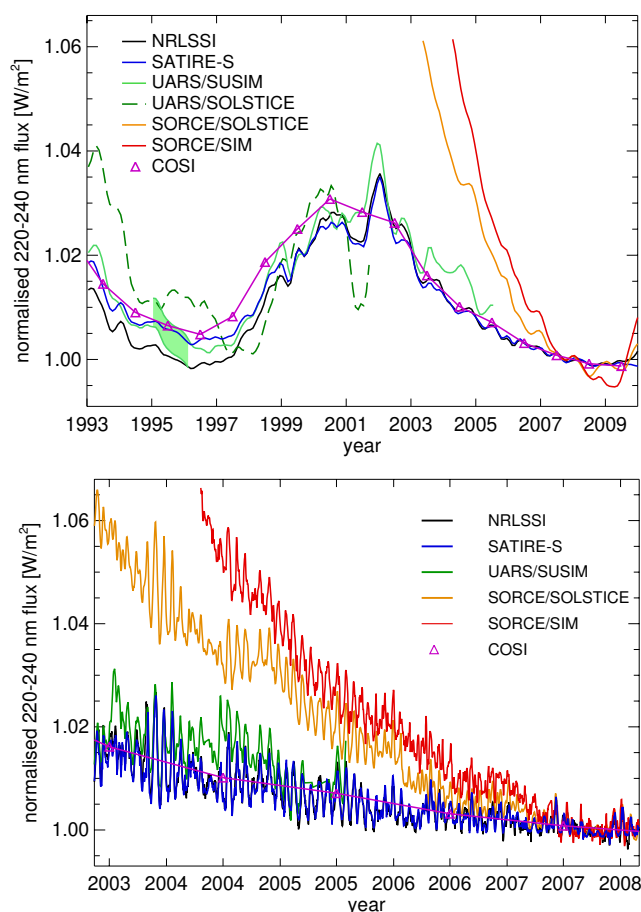 normalised 220-240 nm flux [W/m²]
1.06
1.04
1.02
1.00
NRLSSI
SATIRE-S
UARS/SUSIM
UARS/SOLSTICE
SORCE/SOLSTICE
SORCE/SIM
COSI
1993 1995 1997 1999 2001 2003 2005 2007 2009
year
normalised 220-240 nm flux [W/m²]
1.06
1.04
1.02
1.00
NRLSSI
SATIRE-S
UARS/SUSIM
SORCE/SOLSTICE
SORCE/SIM
COSI
2003 2004 2004 2005 2005 2006 2006 2007 2007 2008
year